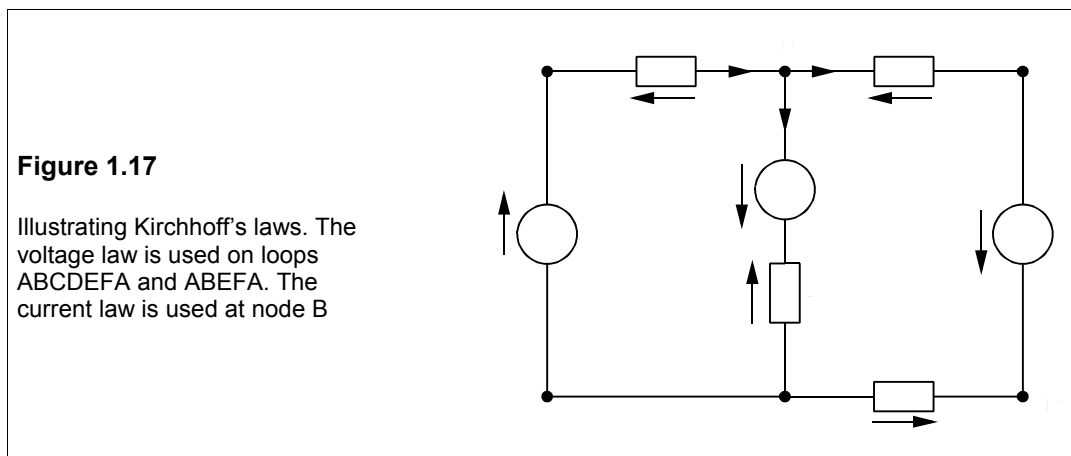 Figure 1.17
Illustrating Kirchhoff’s laws. The
voltage law is used on loops
ABCDEFA and ABEFA. The
current law is used at node B